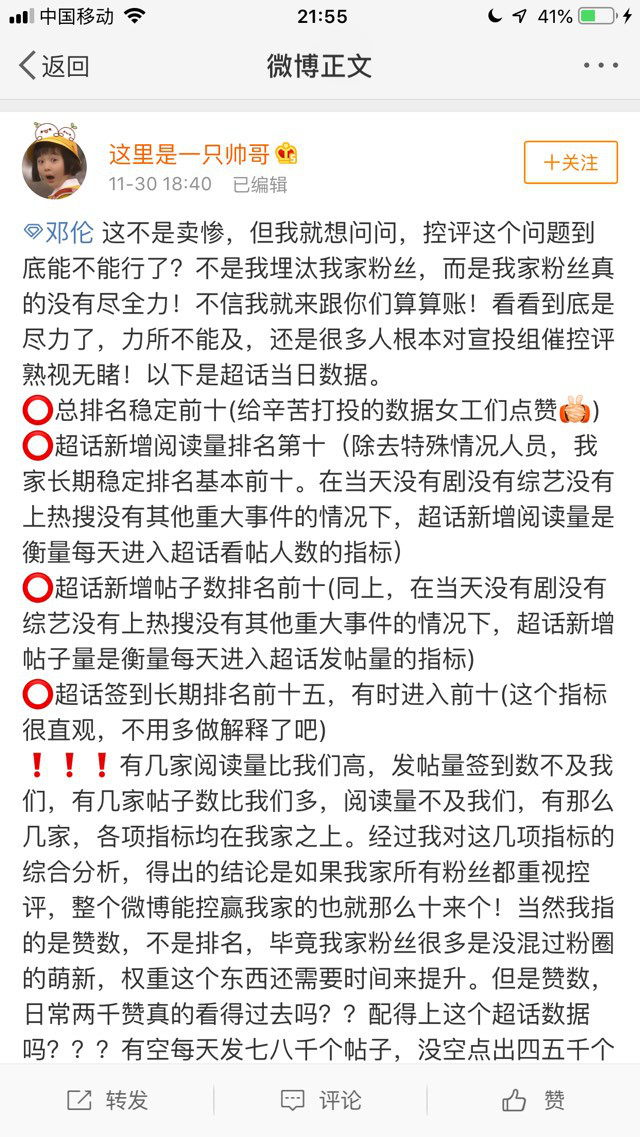 中国移动 21:55 41%
返回 微博正文
这里是一只帅哥
11-30 18:40 已编辑
＋关注
邓伦 这不是卖惨，但我就想问问，控评这个问题到
底能不能行了？不是我埋汰我家粉丝，而是我家粉丝真
的没有尽全力！不信我就来跟你们算算账！看看到底是
尽力了，力所不能及，还是很多人根本对宣投组催控评
熟视无睹！以下是超话当日数据。
⭕总排名稳定前十(给辛苦打投的数据女工们点赞)
⭕超话新增阅读量排名第十（除去特殊情况人员，我
家长期稳定排名基本前十。在当天没有剧没有综艺没有
上热搜没有其他重大事件的情况下，超话新增阅读量是
衡量每天进入超话看帖人数的指标）
⭕超话新增帖子数排名前十(同上，在当天没有剧没有
综艺没有上热搜没有其他重大事件的情况下，超话新增
帖子量是衡量每天进入超话发帖量的指标)
⭕超话签到长期排名前十五，有时进入前十(这个指标
很直观，不用多做解释了吧)
❗❗❗有几家阅读量比我们高，发帖量签到数不及我
们，有几家帖子数比我们多，阅读量不及我们，有那么
几家，各项指标均在我家之上。经过我对这几项指标的
综合分析，得出的结论是如果我家所有粉丝都重视控
评，整个微博能控赢我家的也就那么十来个！当然我指
的是赞数，不是排名，毕竟我家粉丝很多是没混过粉圈
的萌新，权重这个东西还需要时间来提升。但是赞数，
日常两千赞真的看得过去吗？？配得上这个超话数据
吗？？？有空每天发七八千个帖子，没空点出四五千个
转发 评论 赞